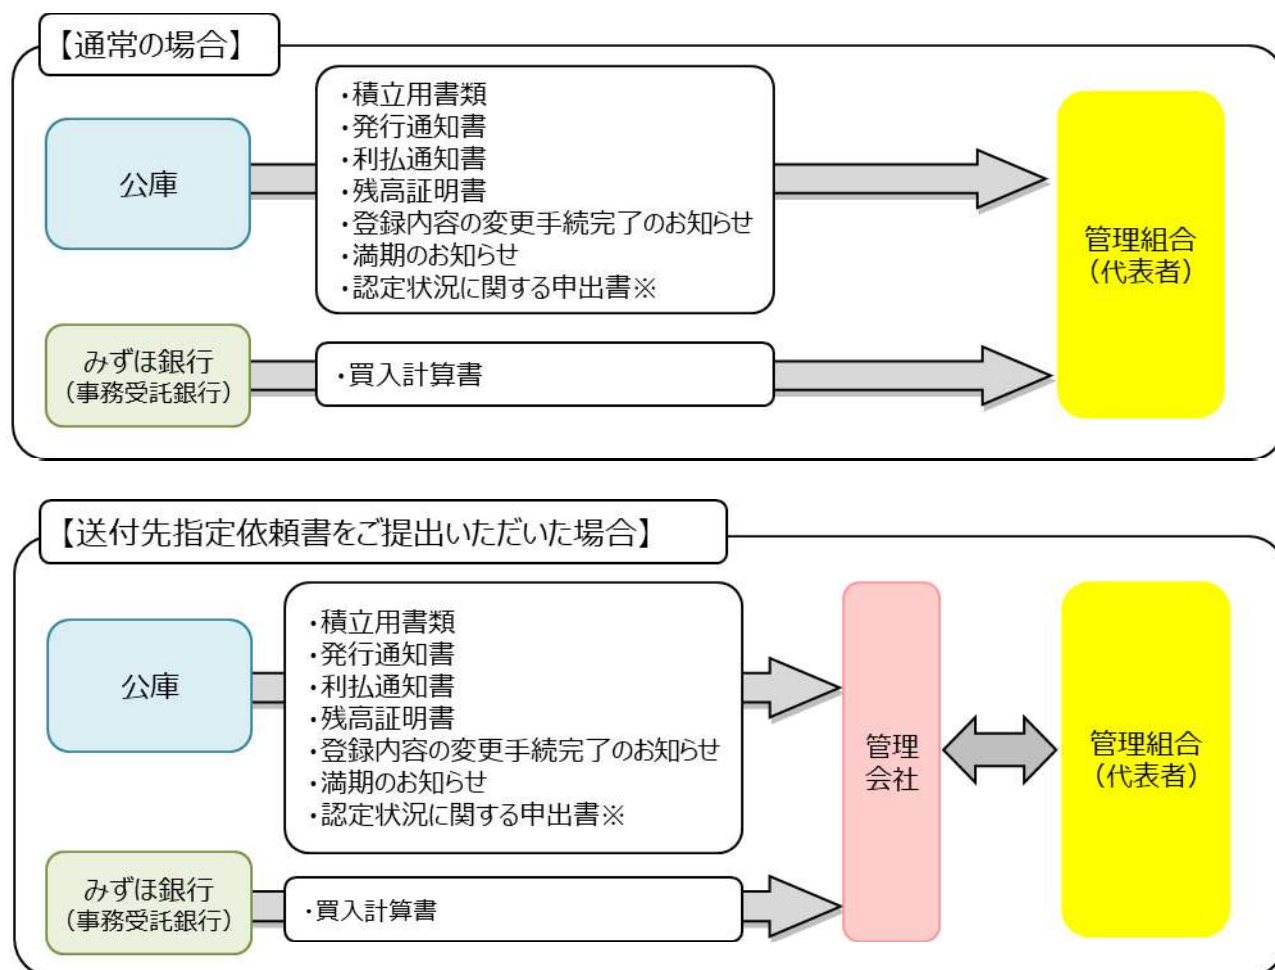 【通常の場合】
公庫
・積立用書類
・発行通知書
・利払通知書
・残高証明書
・登録内容の変更手続完了のお知らせ
・満期のお知らせ
・認定状況に関する申出書※
管理組合
（代表者）
みずほ銀行
（事務受託銀行）
・買入計算書
【送付先指定依頼書をご提出いただいた場合】
公庫
・積立用書類
・発行通知書
・利払通知書
・残高証明書
・登録内容の変更手続完了のお知らせ
・満期のお知らせ
・認定状況に関する申出書※
管理
会社
管理組合
（代表者）
みずほ銀行
（事務受託銀行）
・買入計算書